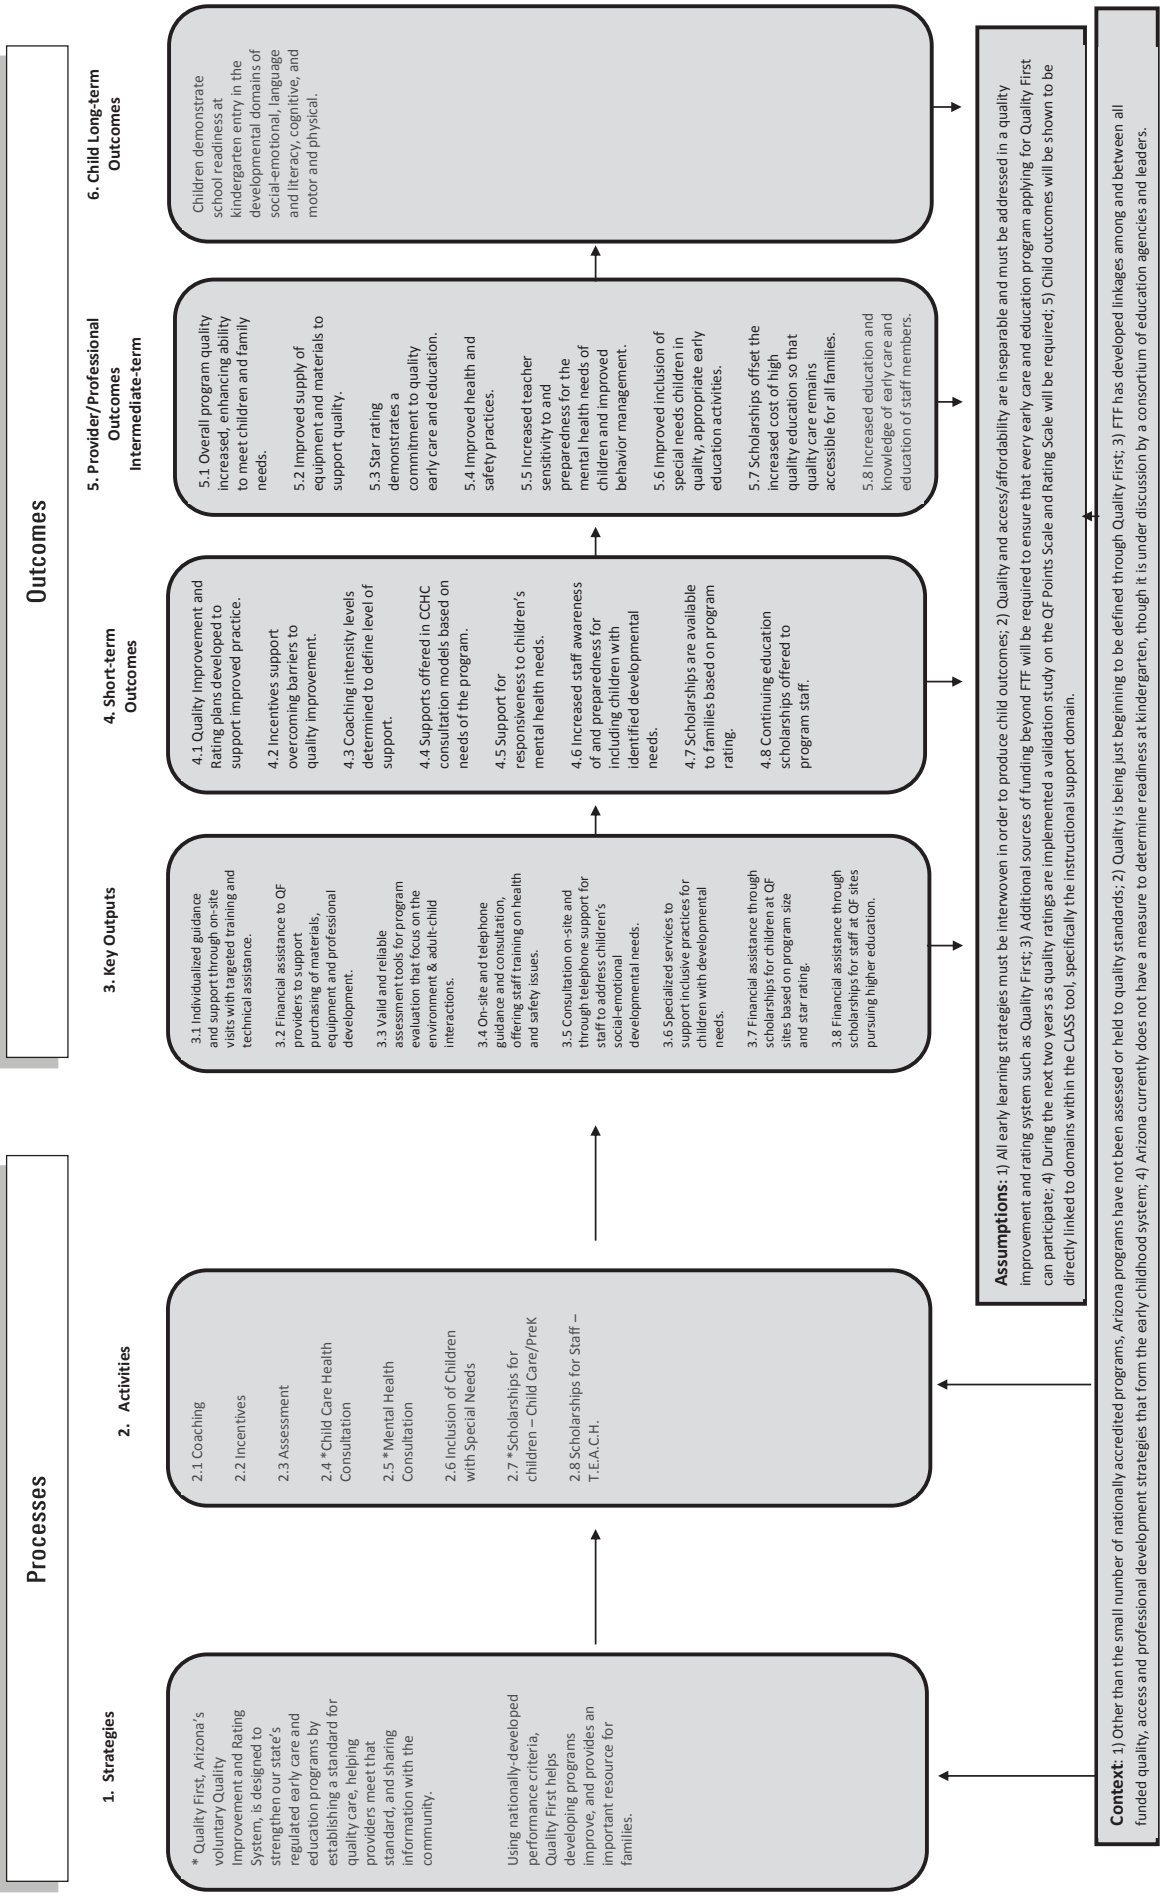 Processes
Outcomes
1. Strategies
* Quality First, Arizona's
voluntary Quality
Improvement and Rating
System, is designed to
strengthen our state's
regulated early care and
education programs by
establishing a standard for
quality care, helping
providers meet that
standard, and sharing
information with the
community.
Using nationally-developed
performance criteria,
Quality First helps
developing programs
improve, and provides an
important resource for
families.
2. Activities
2.1 Coaching
2.2 Incentives
2.3 Assessment
2.4 *Child Care Health
Consultation
2.5 *Mental Health
Consultation
2.6 Inclusion of Children
with Special Needs
2.7 *Scholarships for
children – Child Care/PreK
2.8 Scholarships for Staff –
T.E.A.C.H.
3. Key Outputs
3.1 Individualized guidance
and support through on-site
visits with targeted training and
technical assistance.
3.2 Financial assistance to QF
providers to support
purchasing of materials,
equipment and professional
development.
3.3 Valid and reliable
assessment tools for program
evaluation that focus on the
environment & adult-child
interactions.
3.4 On-site and telephone
guidance and consultation,
offering staff training on health
and safety issues.
3.5 Consultation on-site and
through telephone support for
staff to address children's
social-emotional
developmental needs.
3.6 Specialized services to
support inclusive practices for
children with developmental
needs.
3.7 Financial assistance through
scholarships for children at QF
sites based on program size
and star rating.
3.8 Financial assistance through
scholarships for staff at QF sites
pursuing higher education.
4. Short-term
Outcomes
4.1 Quality Improvement and
Rating plans developed to
support improved practice.
4.2 Incentives support
overcoming barriers to
quality improvement.
4.3 Coaching intensity levels
determined to define level of
support.
4.4 Supports offered in CCHC
consultation models based on
needs of the program.
4.5 Support for
responsiveness to children's
mental health needs.
4.6 Increased staff awareness
of and preparedness for
including children with
identified developmental
needs.
4.7 Scholarships are available
to families based on program
rating.
4.8 Continuing education
scholarships offered to
program staff.
5. Provider/Professional
Outcomes
Intermediate-term
5.1 Overall program quality
increased, enhancing ability
to meet children and family
needs.
5.2 Improved supply of
equipment and materials to
support quality.
5.3 Star rating
demonstrates a
commitment to quality
early care and education.
5.4 Improved health and
safety practices.
5.5 Increased teacher
sensitivity to and
preparedness for the
mental health needs of
children and improved
behavior management.
5.6 Improved inclusion of
special needs children in
quality, appropriate early
education activities.
5.7 Scholarships offset the
increased cost of high
quality education so that
quality care remains
accessible for all families.
5.8 Increased education and
knowledge of early care and
education of staff members.
6. Child Long-term
Outcomes
Children demonstrate
school readiness at
kindergarten entry in the
developmental domains of
social-emotional, language
and literacy, cognitive, and
motor and physical.
Assumptions: 1) All early learning strategies must be interwoven in order to produce child outcomes; 2) Quality and access/affordability are inseparable and must be addressed in a quality
improvement and rating system such as Quality First; 3) Additional sources of funding beyond FTF will be required to ensure that every early care and education program applying for Quality First
can participate; 4) During the next two years as quality ratings are implemented a validation study on the QF Points Scale and Rating Scale will be required; 5) Child outcomes will be shown to be
directly linked to domains within the CLASS tool, specifically the instructional support domain.
Context: 1) Other than the small number of nationally accredited programs, Arizona programs have not been assessed or held to quality standards; 2) Quality is being just beginning to be defined through Quality First; 3) FTF has developed linkages among and between all
funded quality, access and professional development strategies that form the early childhood system; 4) Arizona currently does not have a measure to determine readiness at kindergarten, though it is under discussion by a consortium of education agencies and leaders.